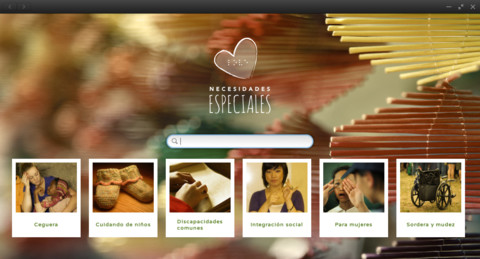 NECESIDADES
ESPECIALES
Ceguera
Cuidando de niños
Discapacidades
comunes
Integración social
Para mujeres
Sordera y mudez